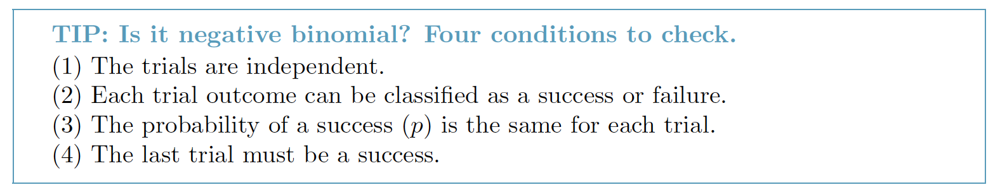 TIP: Is it negative binomial? Four conditions to check.
(1) The trials are independent.
(2) Each trial outcome can be classified as a success or failure.
(3) The probability of a success (p) is the same for each trial.
(4) The last trial must be a success.